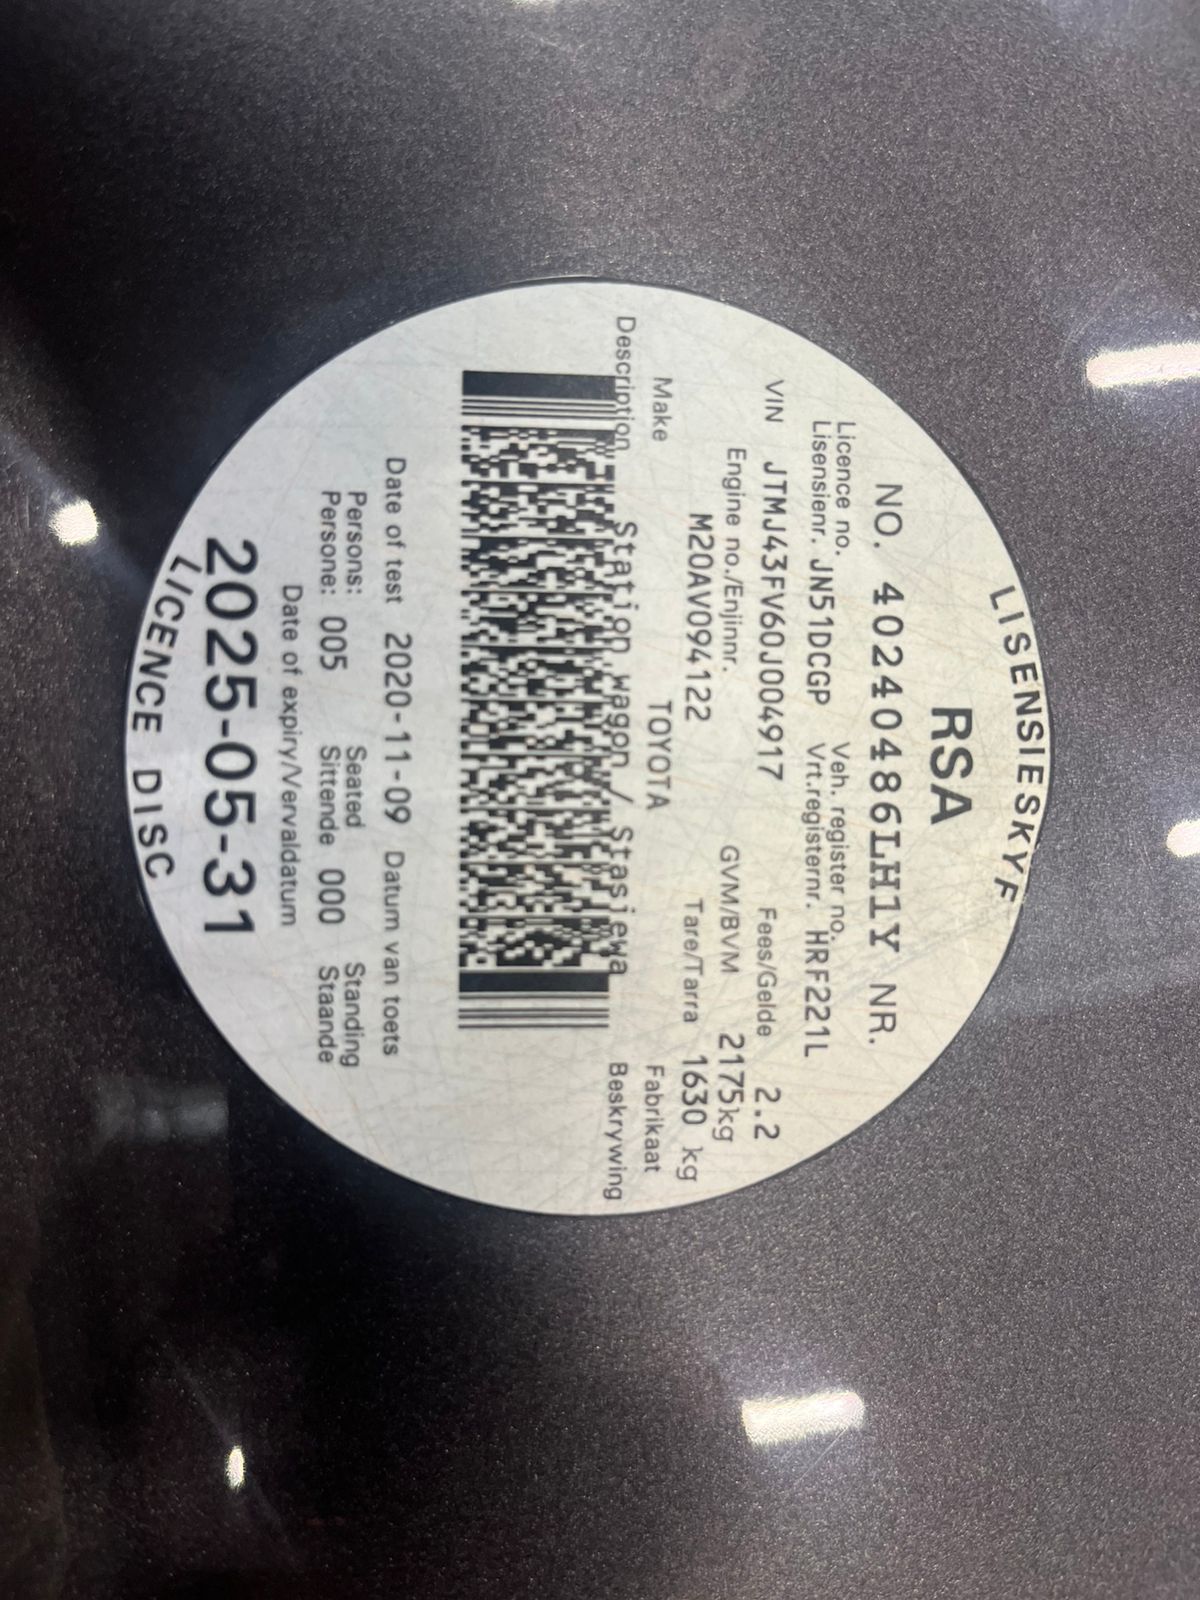 LISENSIESKYF
RSA
NO. 40240486LH1Y NR.
Licence no. Veh. register no.
Lisensienr. JN51DCGP Vrt.registernr. HRF221L
VIN JTMJ43FV60J004917 Fees/Gelde 2.2
Engine no./Enjinnr. GVM/BVM 2175kg
M20AV094122 Tare/Tarra 1630 kg
Make TOYOTA Fabrikaat
Description Station wagon / Stasiewa Beskrywing
Date of test 2020-11-09 Datum van toets
Persons: Seated Standing
Persone: 005 Sittende 000 Staande
Date of expiry/Vervaldatum
2025-05-31
LICENCE DISC